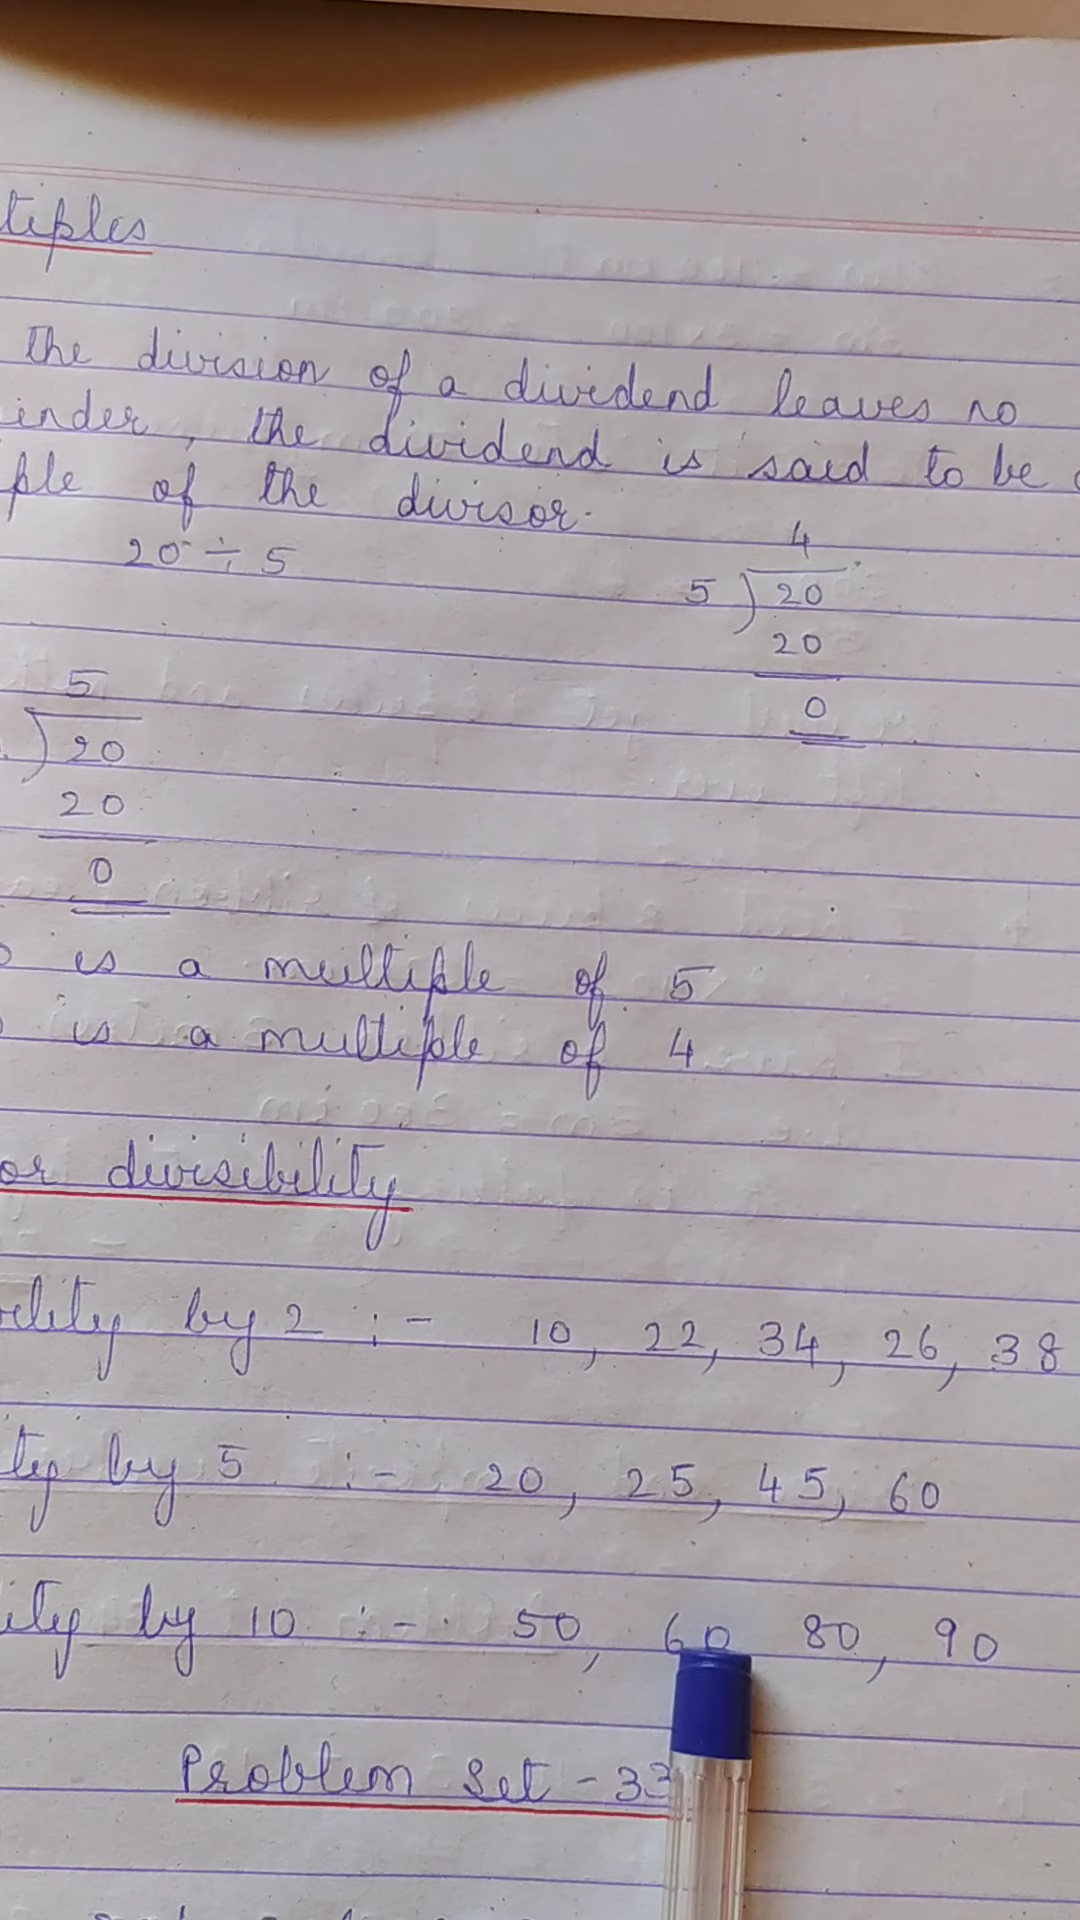 tiples
the division of a dividend leaves no
inder, the dividend is said to be
ple of the divisor.
20 ÷ 5
4
5 ) 20
20
0
5
) 20
20
0
is a multiple of 5
is a multiple of 4
or divisibility
ility by 2 :- 10, 22, 34, 26, 38
ity by 5 :- 20, 25, 45, 60
ility by 10 :- 50, 60 80, 90
Problem Set - 33